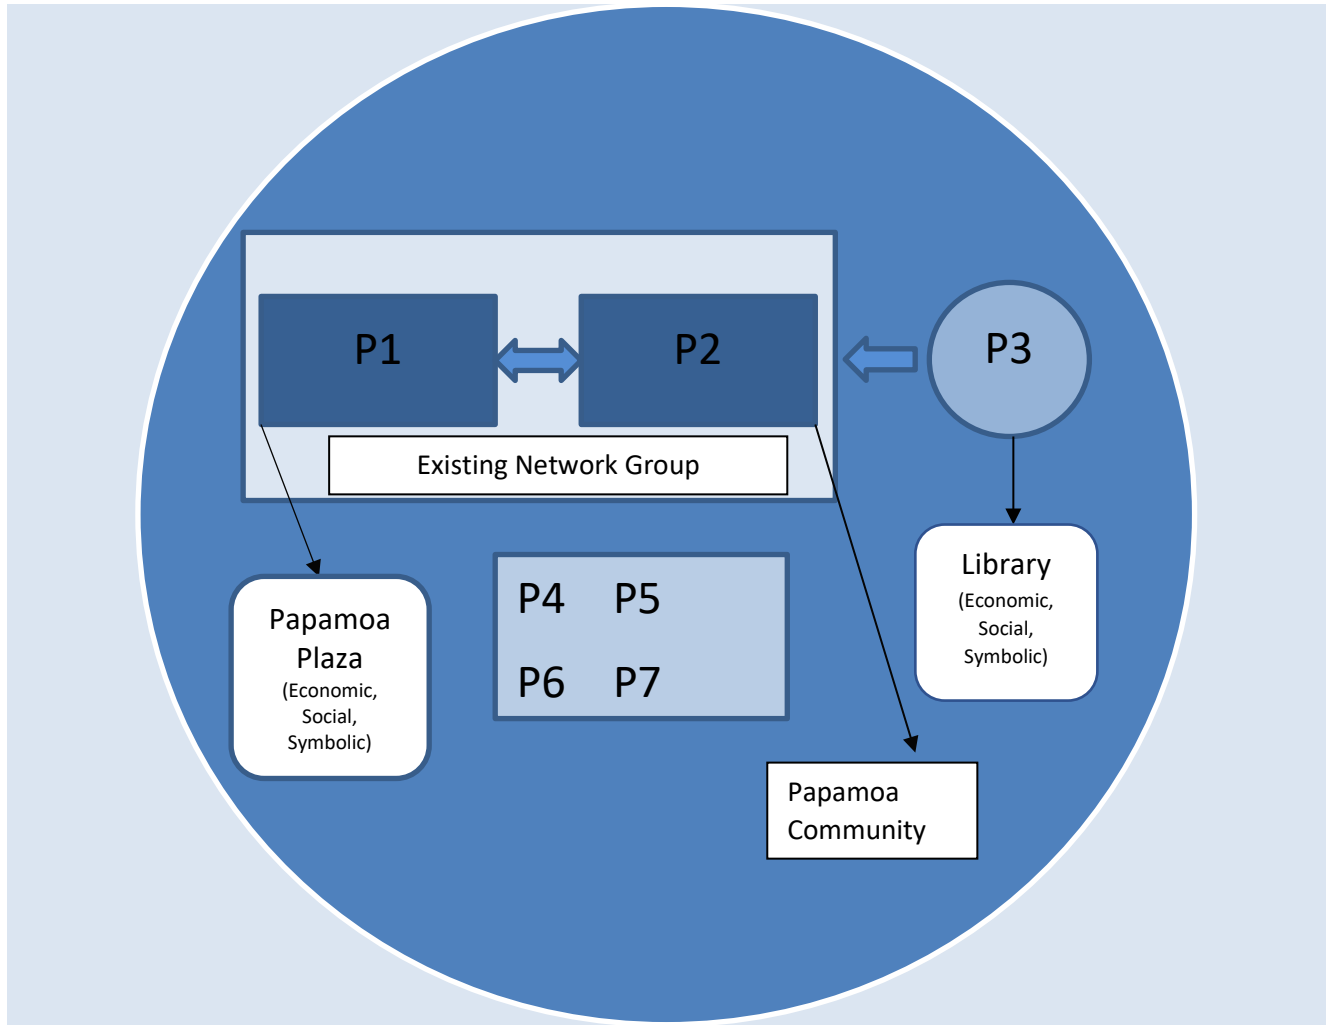 P1
P2
P3
Existing Network Group
Papamoa
Plaza
(Economic,
Social,
Symbolic)
P4 P5
P6 P7
Library
(Economic,
Social,
Symbolic)
Papamoa
Community